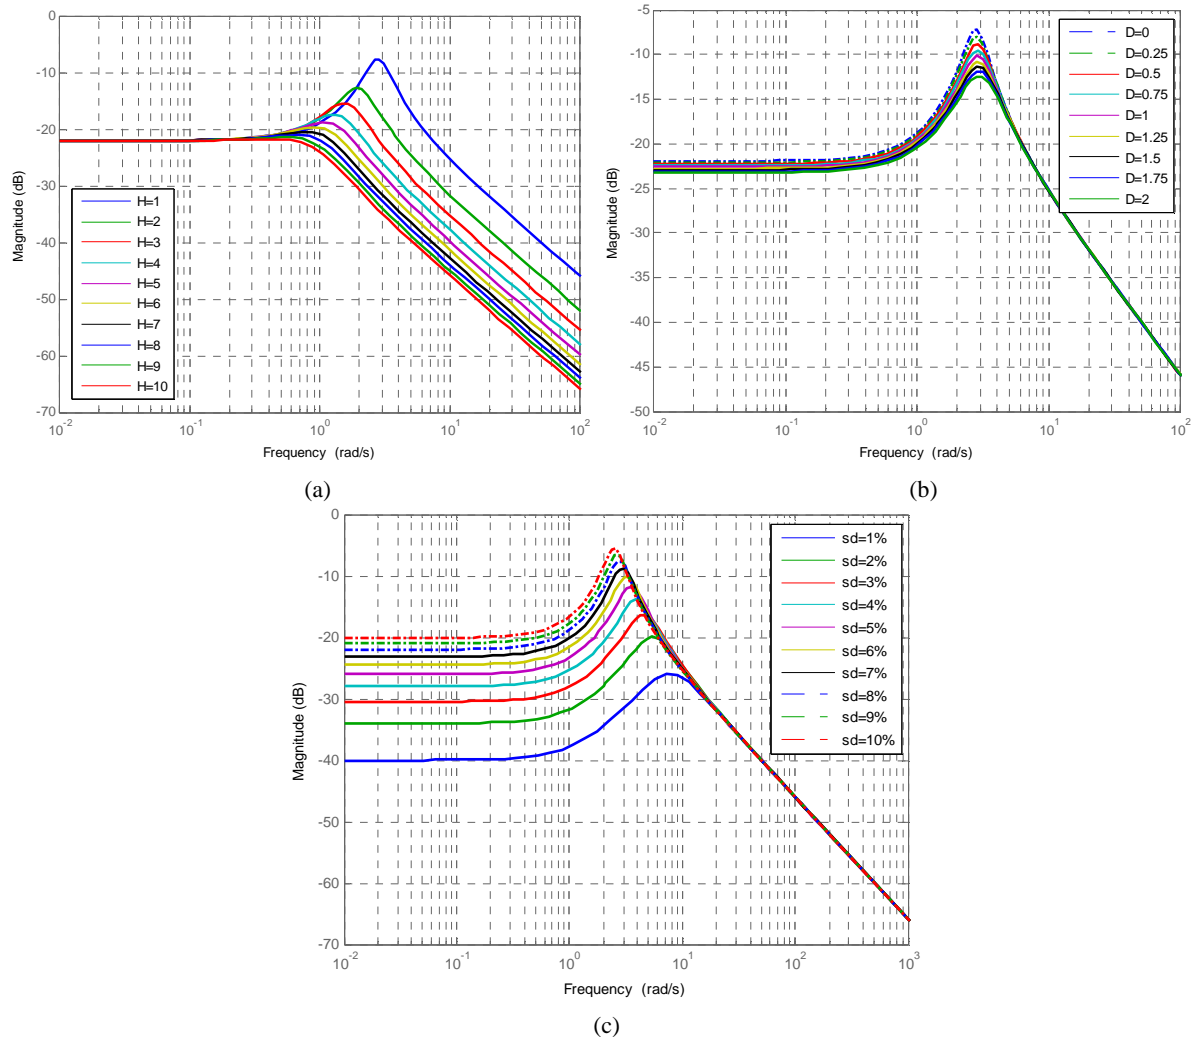 0
-10
-20
-30
-40
-50
-60
-70
Magnitude (dB)
H=1
H=2
H=3
H=4
H=5
H=6
H=7
H=8
H=9
H=10
10^-2
10^-1
10^0
10^1
10^2
Frequency (rad/s)
(a)
-5
-10
-15
-20
-25
-30
-35
-40
-45
-50
Magnitude (dB)
D=0
D=0.25
D=0.5
D=0.75
D=1
D=1.25
D=1.5
D=1.75
D=2
10^-2
10^-1
10^0
10^1
10^2
Frequency (rad/s)
(b)
0
-10
-20
-30
-40
-50
-60
-70
Magnitude (dB)
sd=1%
sd=2%
sd=3%
sd=4%
sd=5%
sd=6%
sd=7%
sd=8%
sd=9%
sd=10%
10^-2
10^-1
10^0
10^1
10^2
10^3
Frequency (rad/s)
(c)